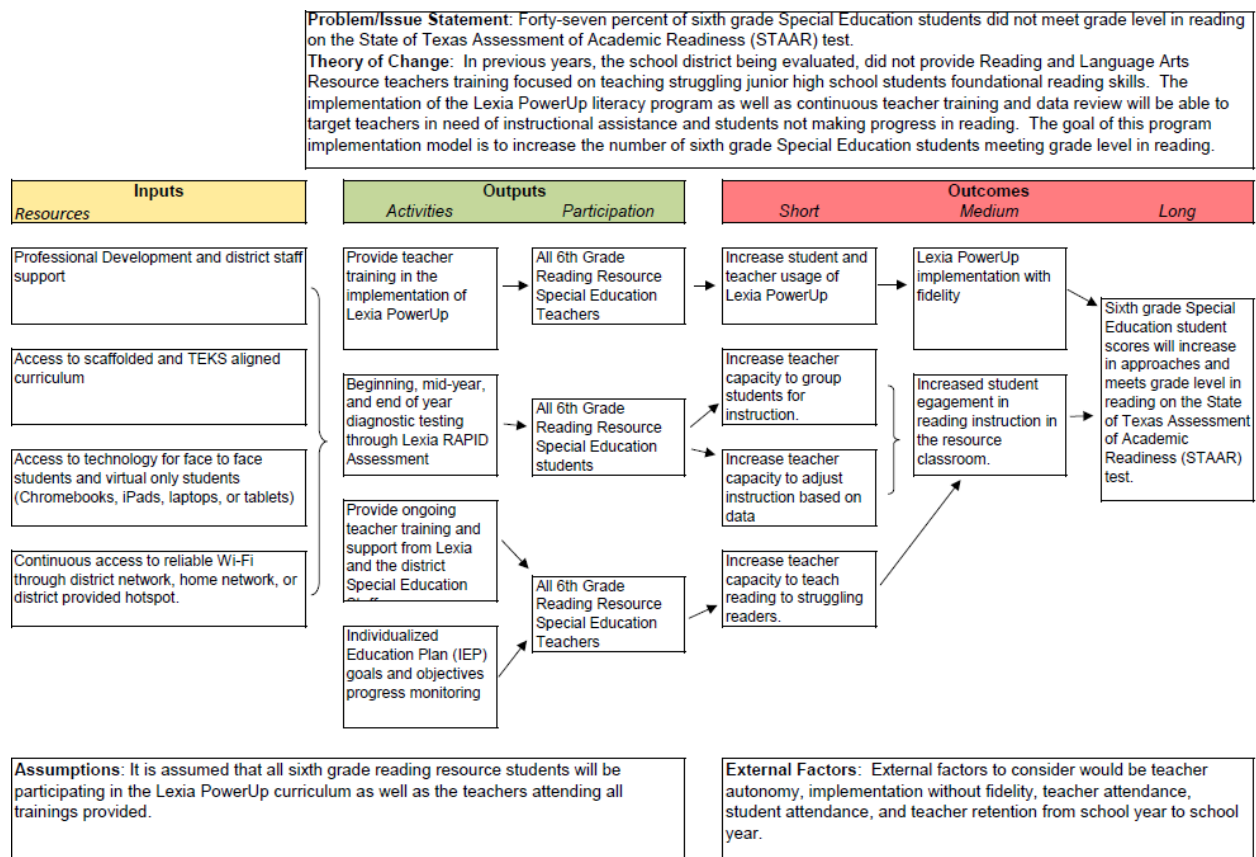 Problem/Issue Statement: Forty-seven percent of sixth grade Special Education students did not meet grade level in reading
on the State of Texas Assessment of Academic Readiness (STAAR) test.
Theory of Change: In previous years, the school district being evaluated, did not provide Reading and Language Arts
Resource teachers training focused on teaching struggling junior high school students foundational reading skills. The
implementation of the Lexia PowerUp literacy program as well as continuous teacher training and data review will be able to
target teachers in need of instructional assistance and students not making progress in reading. The goal of this program
implementation model is to increase the number of sixth grade Special Education students meeting grade level in reading.
Inputs
Resources
Outputs
Activities Participation
Outcomes
Short Medium Long
Professional Development and district staff
support
Access to scaffolded and TEKS aligned
curriculum
Access to technology for face to face
students and virtual only students
(Chromebooks, iPads, laptops, or tablets)
Continuous access to reliable Wi-Fi
through district network, home network, or
district provided hotspot.
Provide teacher
training in the
implementation of
Lexia PowerUp
Beginning, mid-year,
and end of year
diagnostic testing
through Lexia RAPID
Assessment
Provide ongoing
teacher training and
support from Lexia
and the district
Special Education
Individualized
Education Plan (IEP)
goals and objectives
progress monitoring
All 6th Grade
Reading Resource
Special Education
Teachers
All 6th Grade
Reading Resource
Special Education
students
All 6th Grade
Reading Resource
Special Education
Teachers
Increase student and
teacher usage of
Lexia PowerUp
Increase teacher
capacity to group
students for
instruction.
Increase teacher
capacity to adjust
instruction based on
data
Increase teacher
capacity to teach
reading to struggling
readers.
Lexia PowerUp
implementation with
fidelity
Increased student
egagement in
reading instruction in
the resource
classroom.
Sixth grade Special
Education student
scores will increase
in approaches and
meets grade level in
reading on the State
of Texas Assessment
of Academic
Readiness (STAAR)
test.
Assumptions: It is assumed that all sixth grade reading resource students will be
participating in the Lexia PowerUp curriculum as well as the teachers attending all
trainings provided.
External Factors: External factors to consider would be teacher
autonomy, implementation without fidelity, teacher attendance,
student attendance, and teacher retention from school year to school
year.